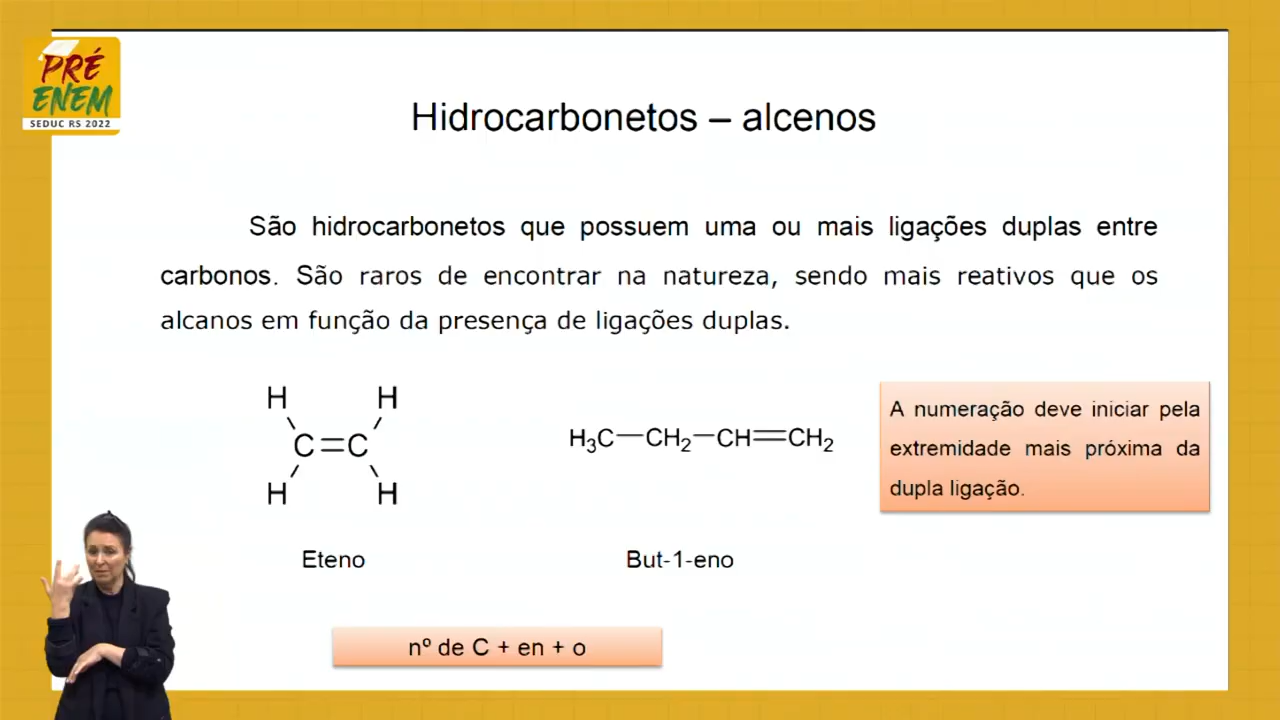 PRÉ
ENEM
SEDUC RS 2022
Hidrocarbonetos – alcenos
São hidrocarbonetos que possuem uma ou mais ligações duplas entre
carbonos. São raros de encontrar na natureza, sendo mais reativos que os
alcanos em função da presença de ligações duplas.
H H
C=C
H H
H₃C—CH₂—CH=CH₂
A numeração deve iniciar pela
extremidade mais próxima da
dupla ligação.
Eteno
But-1-eno
nº de C + en + o